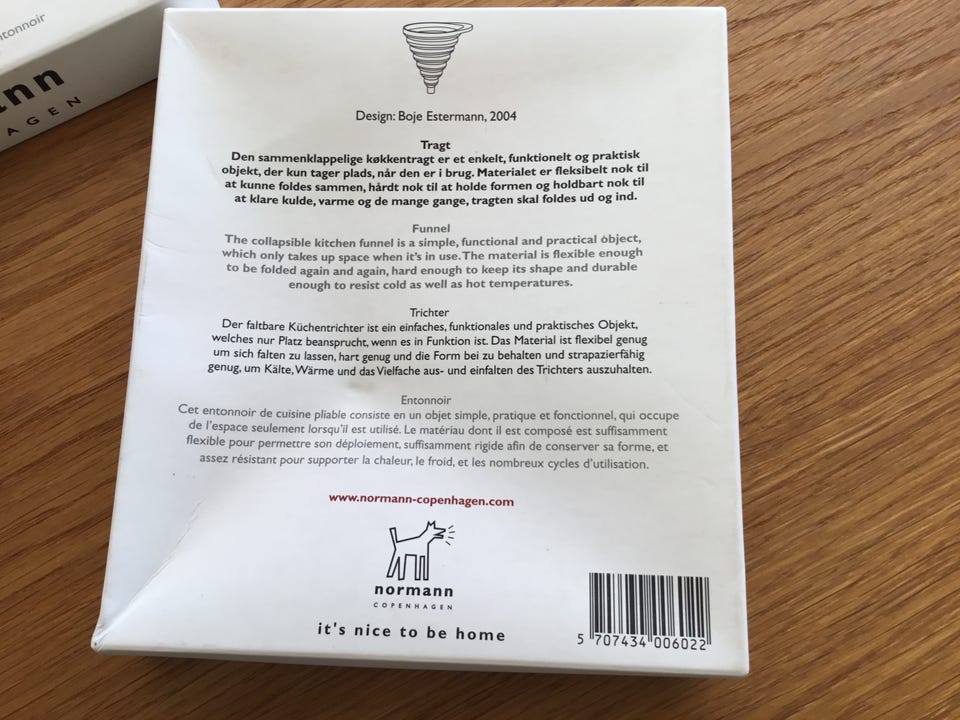 ntonnoir
nn
AGEN
Design: Boje Estermann, 2004
Tragt
Den sammenklappelige køkkentragt er et enkelt, funktionelt og praktisk
objekt, der kun tager plads, når den er i brug. Materialet er fleksibelt nok til
at kunne foldes sammen, hårdt nok til at holde formen og holdbart nok til
at klare kulde, varme og de mange gange, tragten skal foldes ud og ind.
Funnel
The collapsible kitchen funnel is a simple, functional and practical object,
which only takes up space when it's in use. The material is flexible enough
to be folded again and again, hard enough to keep its shape and durable
enough to resist cold as well as hot temperatures.
Trichter
Der faltbare Küchentrichter ist ein einfaches, funktionales und praktisches Objekt,
welches nur Platz beansprucht, wenn es in Funktion ist. Das Material ist flexibel genug
um sich falten zu lassen, hart genug und die Form bei zu behalten und strapazierfähig
genug, um Kälte, Wärme und das Vielfache aus- und einfalten des Trichters auszuhalten.
Entonnoir
Cet entonnoir de cuisine pliable consiste en un objet simple, pratique et fonctionnel, qui occupe
de l'espace seulement lorsqu'il est utilisé. Le matériau dont il est composé est suffisamment
flexible pour permettre son déploiement, suffisamment rigide afin de conserver sa forme, et
assez résistant pour supporter la chaleur, le froid, et les nombreux cycles d'utilisation.
www.normann-copenhagen.com
normann
COPENHAGEN
it's nice to be home
5 707434 006022